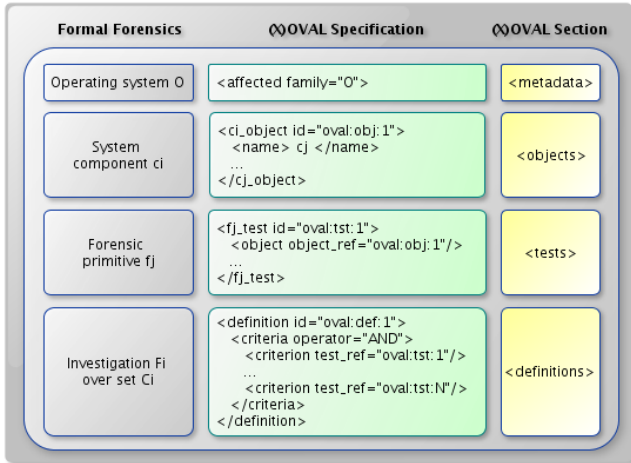 Formal Forensics
(X)OVAL Specification
(X)OVAL Section
Operating system O
<affected family="O">
<metadata>
System
component ci
<ci_object id="oval:obj:1">
<name> cj </name>
...
</cj_object>
<objects>
Forensic
primitive fj
<fj_test id="oval:tst:1">
<object object_ref="oval:obj:1"/>
...
</fj_test>
<tests>
Investigation Fi
over set Ci
<definition id="oval:def:1">
<criteria operator="AND">
<criterion test_ref="oval:tst:1"/>
...
<criterion test_ref="oval:tst:N"/>
</criteria>
</definition>
<definitions>